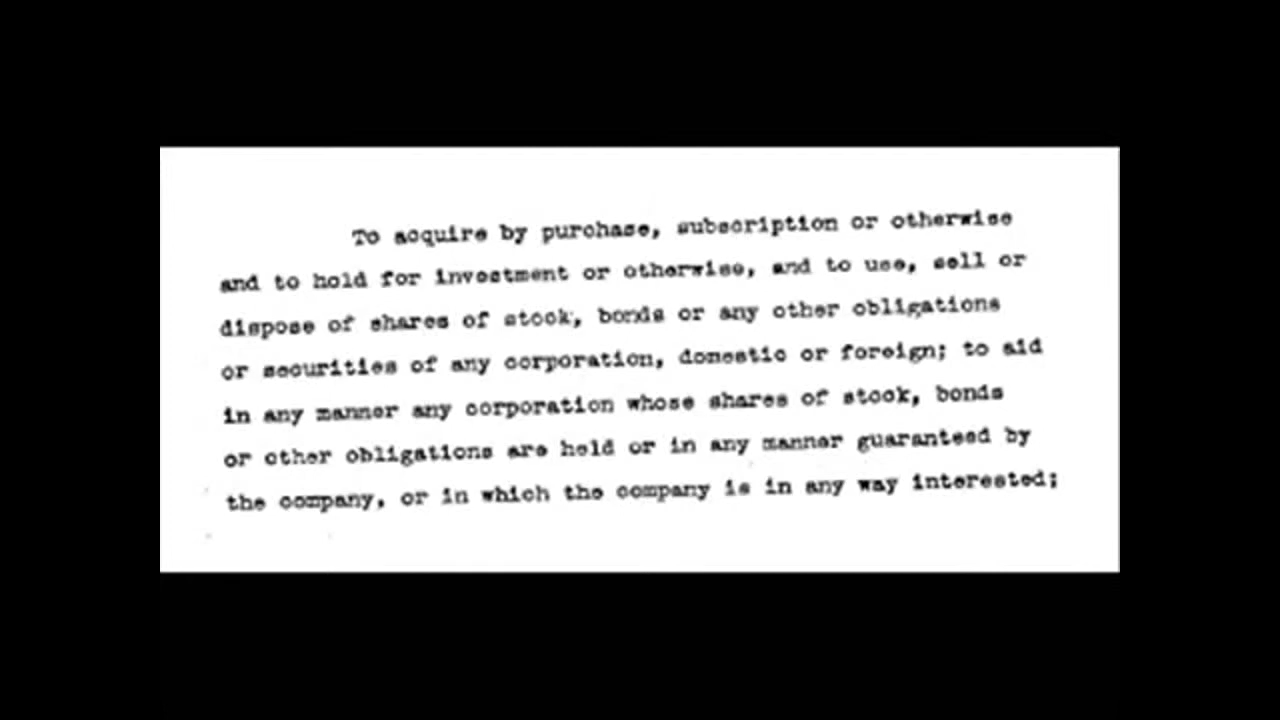 To acquire by purchase, subscription or otherwise
and to hold for investment or otherwise, and to use, sell or
dispose of shares of stock, bonds or any other obligations
or securities of any corporation, domestic or foreign; to aid
in any manner any corporation whose shares of stock, bonds
or other obligations are held or in any manner guaranteed by
the company, or in which the company is in any way interested;